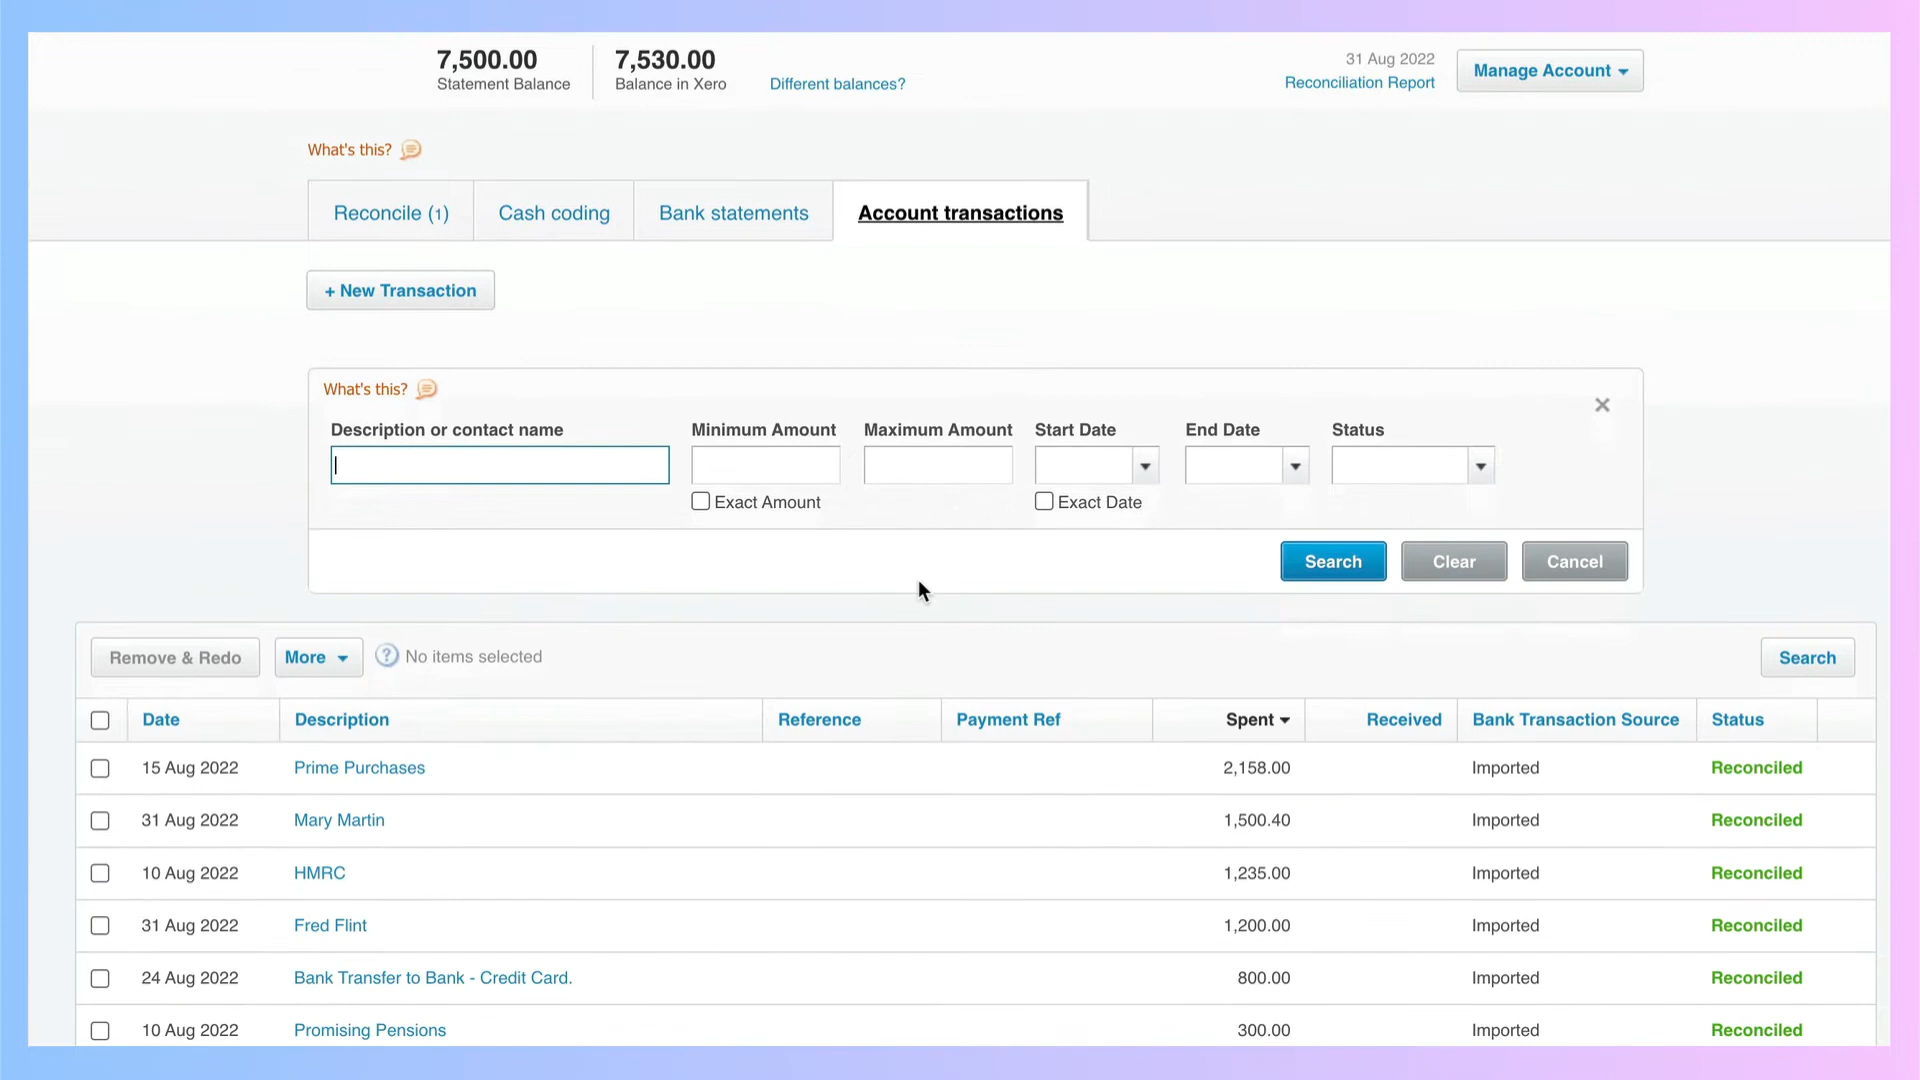 7,500.00
Statement Balance
7,530.00
Balance in Xero
Different balances?
31 Aug 2022
Reconciliation Report
Manage Account
What's this?
Reconcile (1)
Cash coding
Bank statements
Account transactions
+ New Transaction
What's this?
Description or contact name
Minimum Amount
Maximum Amount
Start Date
End Date
Status
Exact Amount
Exact Date
Search
Clear
Cancel
Remove & Redo
More
? No items selected
Search
Date Description Reference Payment Ref Spent Received Bank Transaction Source Status
15 Aug 2022 Prime Purchases 2,158.00 Imported Reconciled
31 Aug 2022 Mary Martin 1,500.40 Imported Reconciled
10 Aug 2022 HMRC 1,235.00 Imported Reconciled
31 Aug 2022 Fred Flint 1,200.00 Imported Reconciled
24 Aug 2022 Bank Transfer to Bank - Credit Card. 800.00 Imported Reconciled
10 Aug 2022 Promising Pensions 300.00 Imported Reconciled